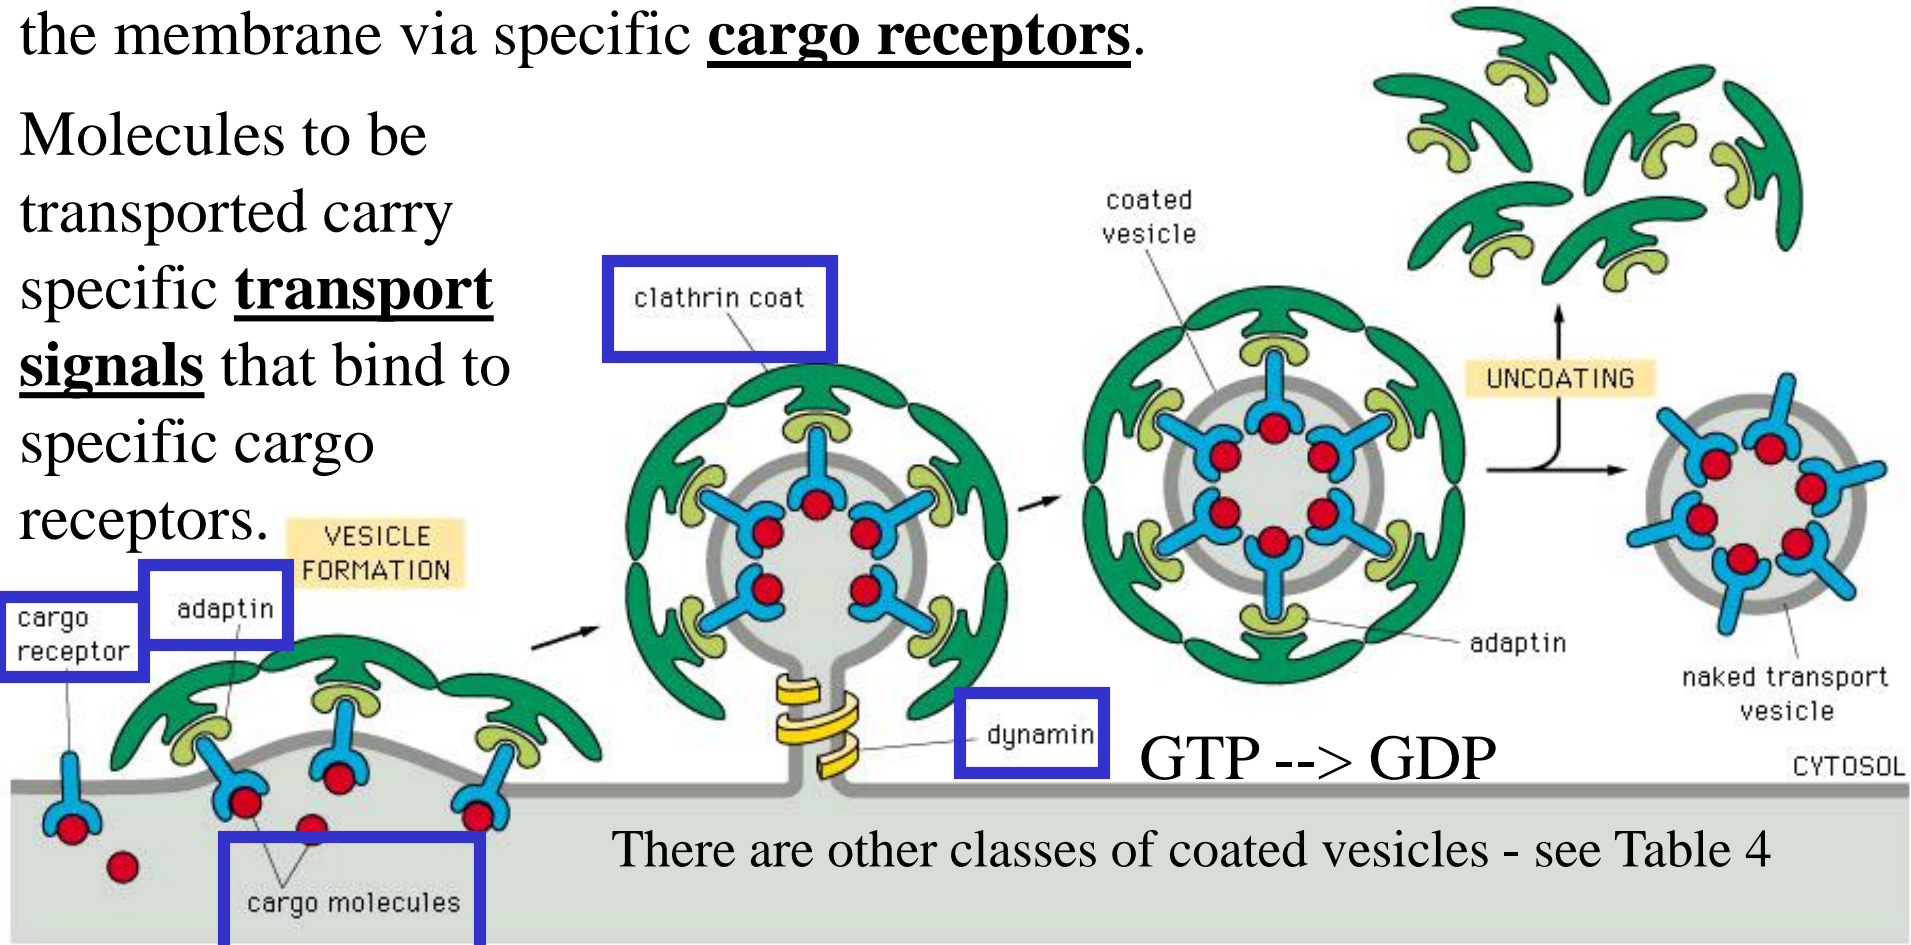 the membrane via specific cargo receptors.
Molecules to be
transported carry
specific transport
signals that bind to
specific cargo
receptors.
VESICLE
FORMATION
cargo
receptor
adaptin
cargo molecules
clathrin coat
dynamin
GTP --> GDP
coated
vesicle
adaptin
UNCOATING
naked transport
vesicle
CYTOSOL
There are other classes of coated vesicles - see Table 4